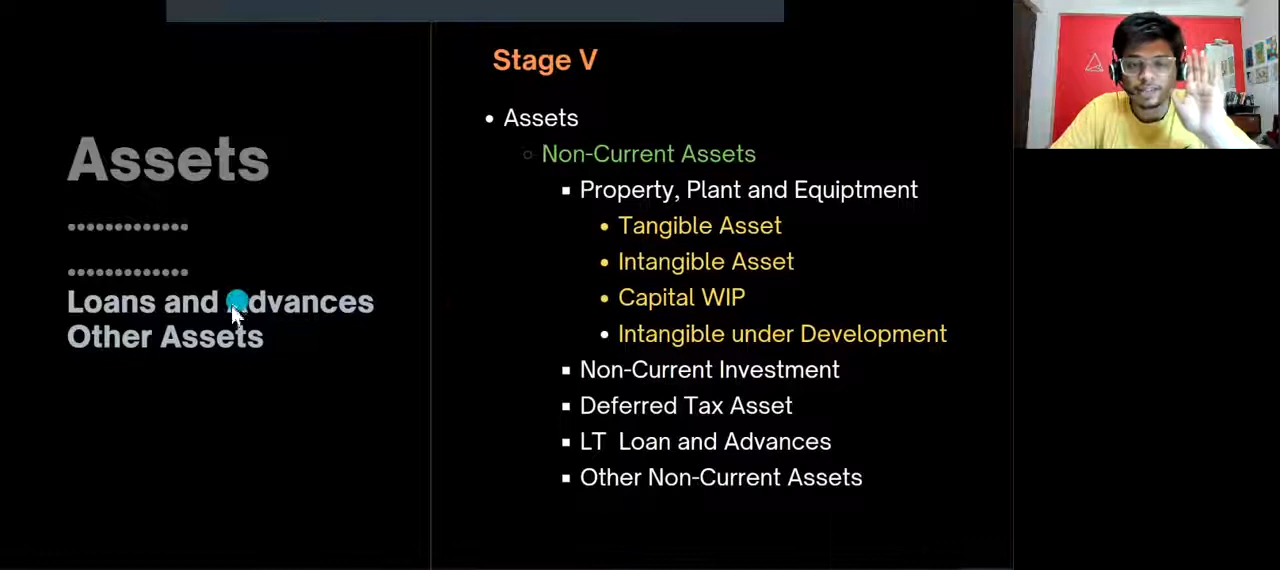 Assets
.............
.............
Loans and Advances
Other Assets
Stage V
Assets
Non-Current Assets
Property, Plant and Equiptment
Tangible Asset
Intangible Asset
Capital WIP
Intangible under Development
Non-Current Investment
Deferred Tax Asset
LT Loan and Advances
Other Non-Current Assets